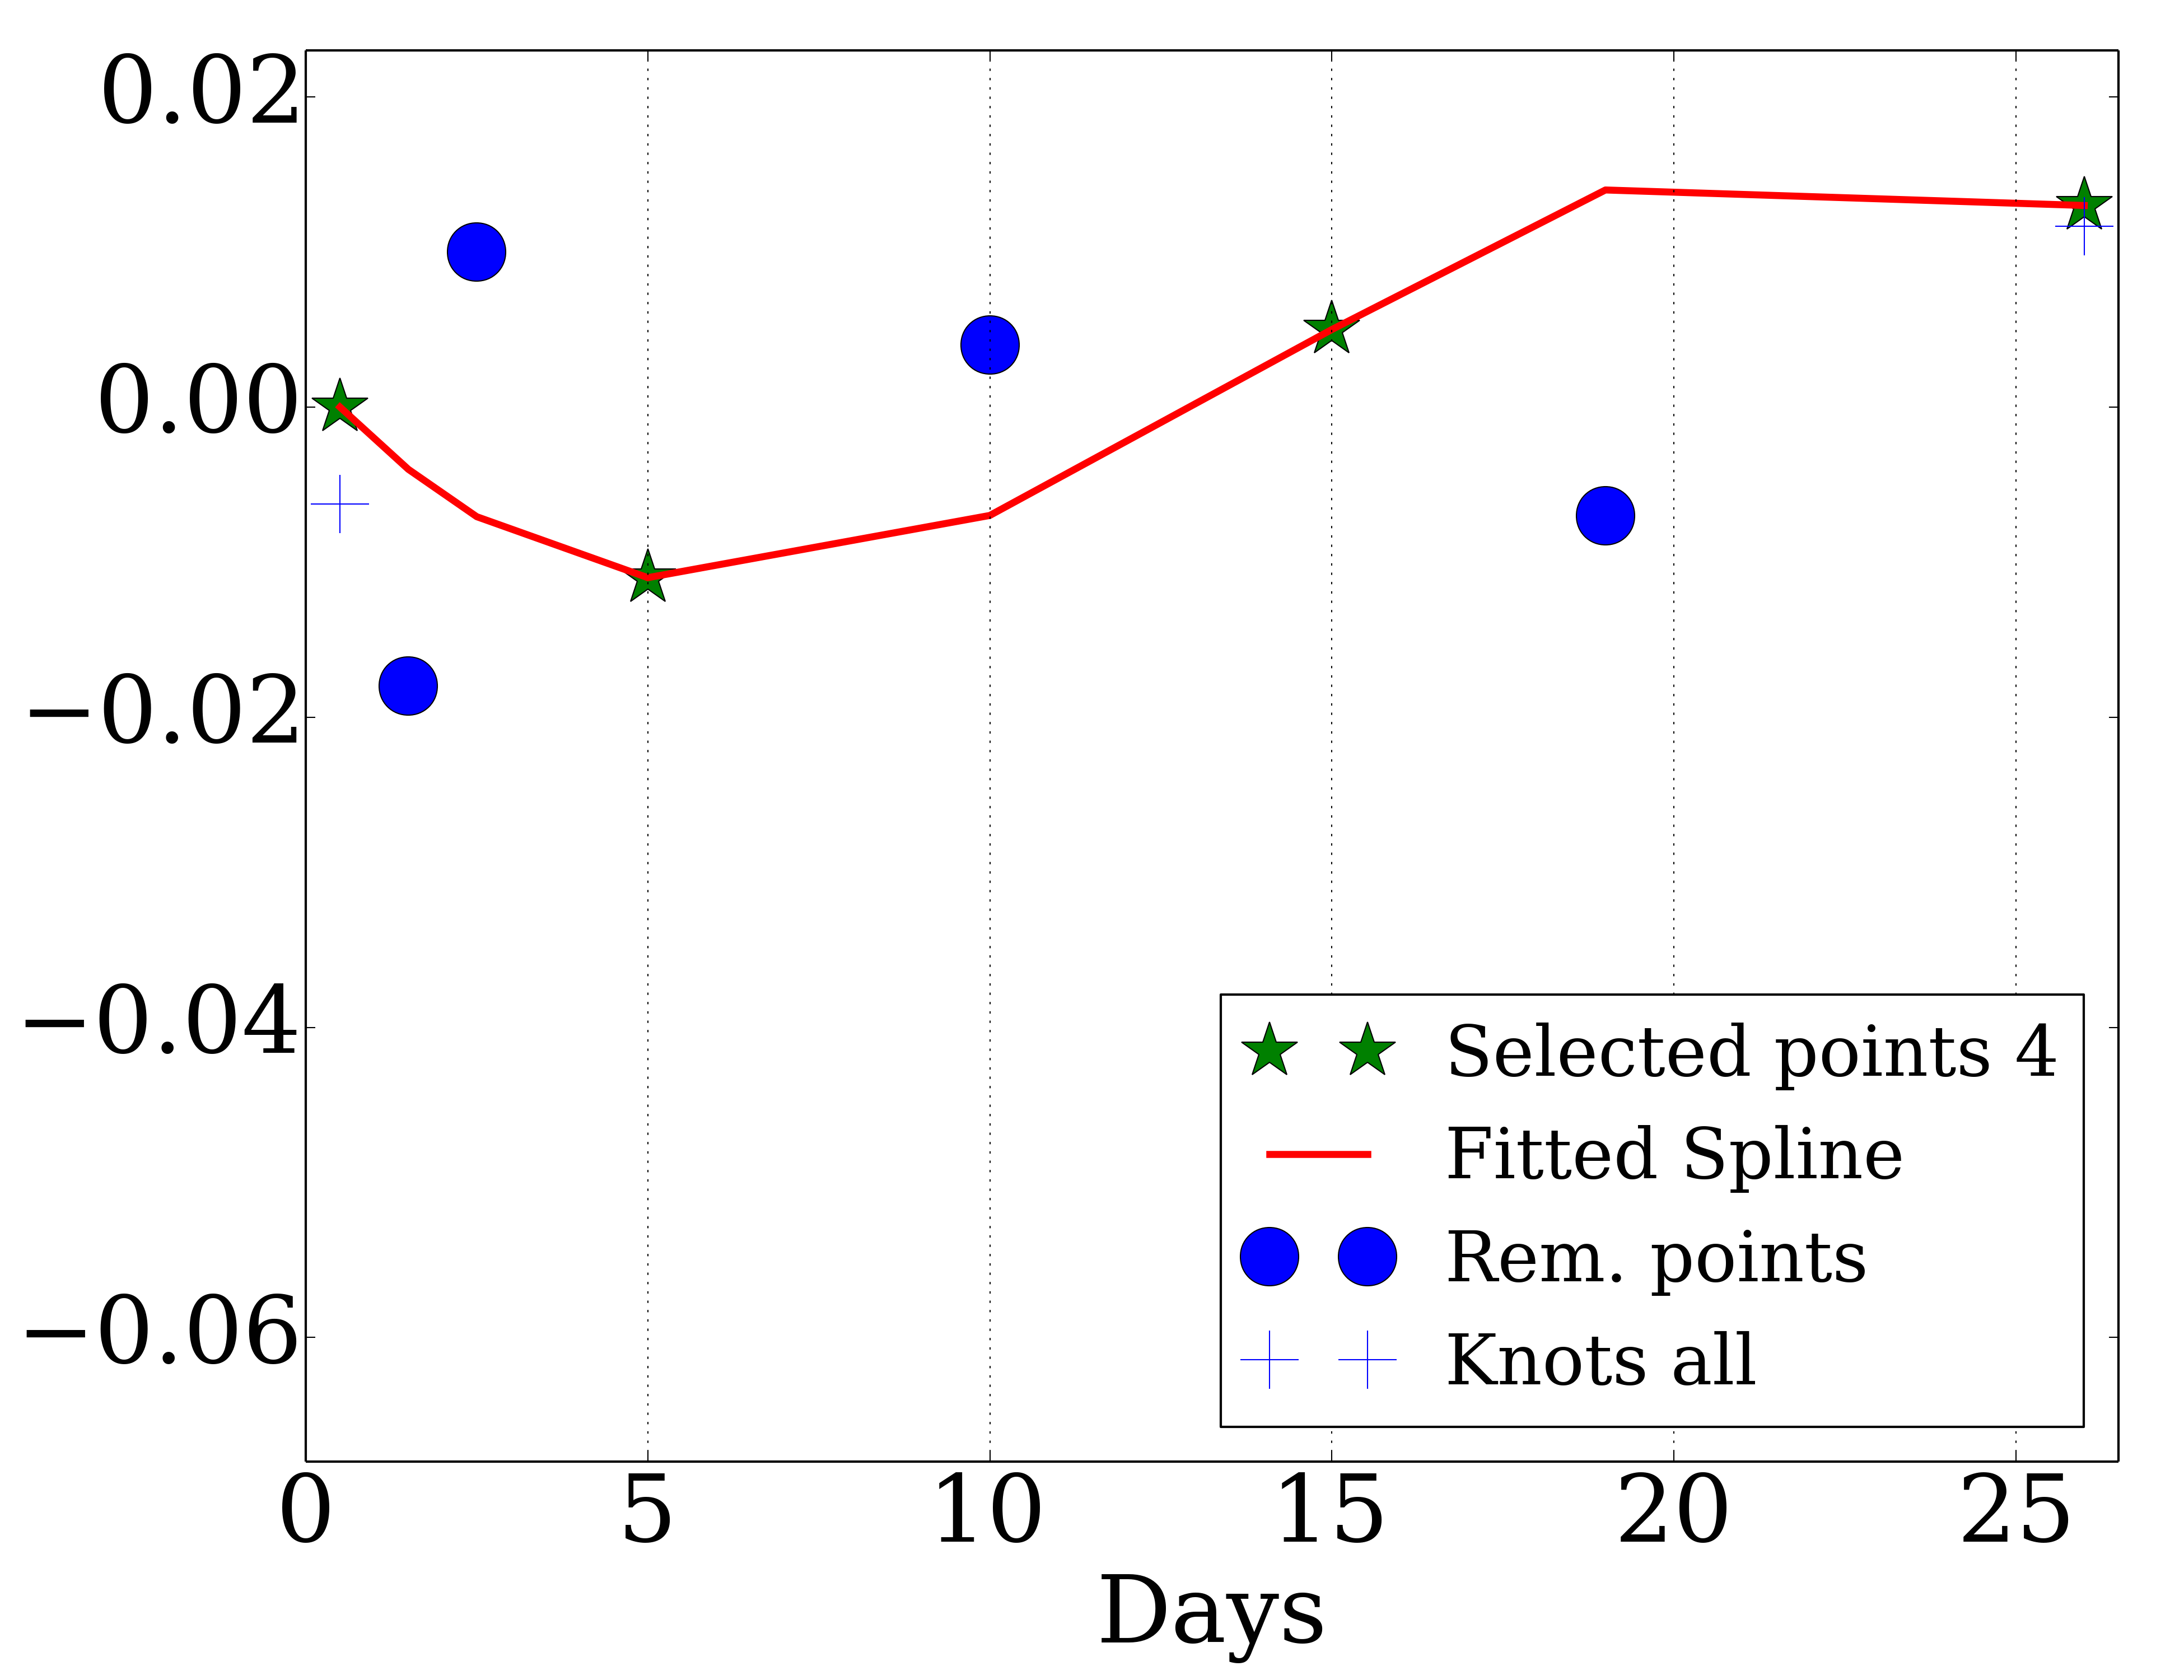 0.02
0.00
−0.02
−0.04
−0.06
Selected points 4
Fitted Spline
Rem. points
Knots all
0 5 10 15 20 25
Days